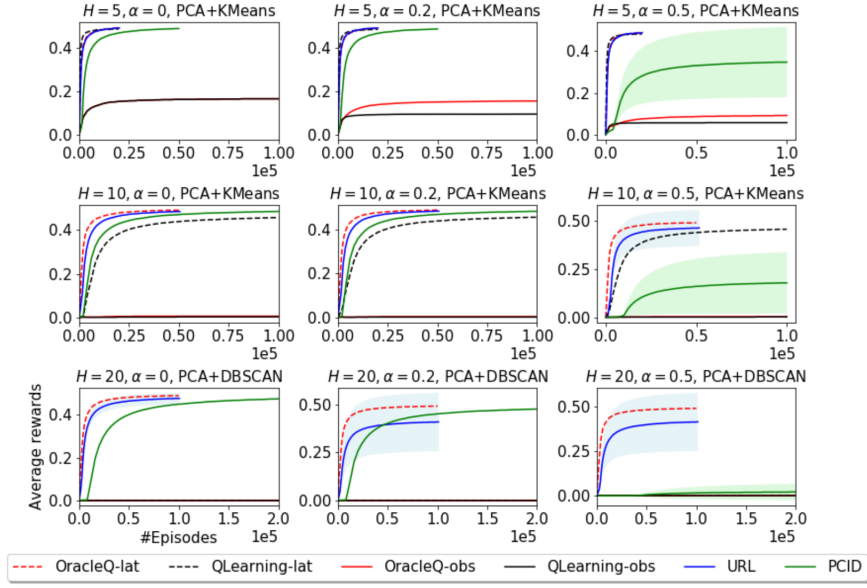 H = 5, α = 0, PCA+KMeans
H = 5, α = 0.2, PCA+KMeans
H = 5, α = 0.5, PCA+KMeans
0.4
0.2
0.0
0.00 0.25 0.50 0.75 1.00
1e5
0.4
0.2
0.0
0.00 0.25 0.50 0.75 1.00
1e5
0.4
0.2
0.0
0.0 0.5 1.0
1e5
H = 10, α = 0, PCA+KMeans
H = 10, α = 0.2, PCA+KMeans
H = 10, α = 0.5, PCA+KMeans
0.4
0.2
0.0
0.00 0.25 0.50 0.75 1.00
1e5
0.4
0.2
0.0
0.00 0.25 0.50 0.75 1.00
1e5
0.50
0.25
0.00
0.0 0.5 1.0
1e5
H = 20, α = 0, PCA+DBSCAN
H = 20, α = 0.2, PCA+DBSCAN
H = 20, α = 0.5, PCA+DBSCAN
Average rewards
0.4
0.2
0.0
0.0 0.5 1.0 1.5 2.0
#Episodes
1e5
0.50
0.25
0.00
0.0 0.5 1.0 1.5 2.0
1e5
0.50
0.25
0.00
0.0 0.5 1.0 1.5 2.0
1e5
OracleQ-lat QLearning-lat OracleQ-obs QLearning-obs URL PCID